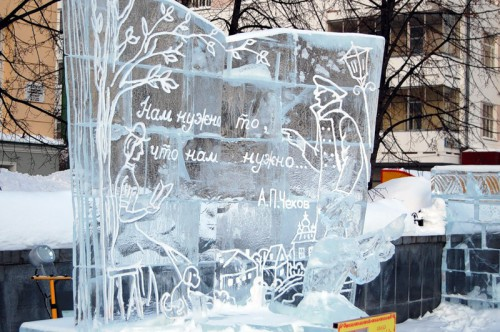 Нам нужно то,
что нам нужно...
А.П.Чехов